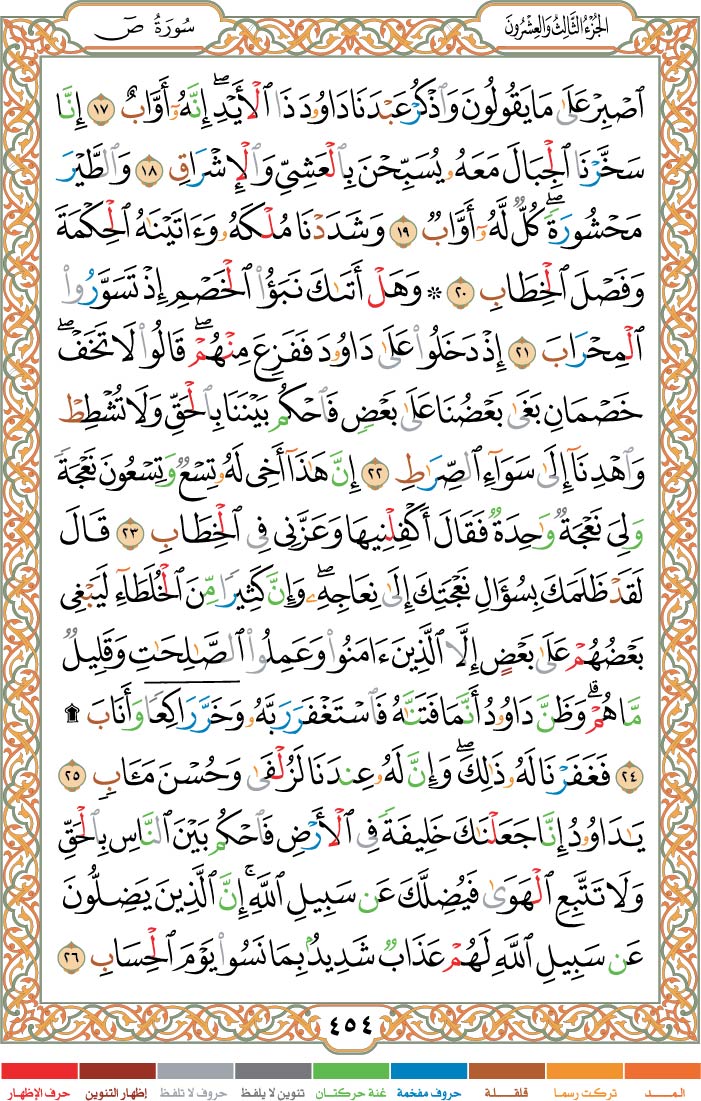 الجُزْءُ الثَّالِثُ وَالعِشْرُونَ
سُورَةُ صٓ
ٱصْبِرْ عَلَىٰ مَا يَقُولُونَ وَٱذْكُرْ عَبْدَنَا دَاوُۥدَ ذَا ٱلْأَيْدِ ۖ إِنَّهُۥٓ أَوَّابٌ ١٧ إِنَّا
سَخَّرْنَا ٱلْجِبَالَ مَعَهُۥ يُسَبِّحْنَ بِٱلْعَشِىِّ وَٱلْإِشْرَاقِ ١٨ وَٱلطَّيْرَ
مَحْشُورَةً ۖ كُلٌّ لَّهُۥٓ أَوَّابٌ ١٩ وَشَدَدْنَا مُلْكَهُۥ وَءَاتَيْنَٰهُ ٱلْحِكْمَةَ
وَفَصْلَ ٱلْخِطَابِ ٢٠ ۞ وَهَلْ أَتَىٰكَ نَبَؤُا۟ ٱلْخَصْمِ إِذْ تَسَوَّرُوا۟
ٱلْمِحْرَابَ ٢١ إِذْ دَخَلُوا۟ عَلَىٰ دَاوُۥدَ فَفَزِعَ مِنْهُمْ ۖ قَالُوا۟ لَا تَخَفْ ۖ
خَصْمَانِ بَغَىٰ بَعْضُنَا عَلَىٰ بَعْضٍ فَٱحْكُم بَيْنَنَا بِٱلْحَقِّ وَلَا تُشْطِطْ
وَٱهْدِنَآ إِلَىٰ سَوَآءِ ٱلصِّرَٰطِ ٢٢ إِنَّ هَٰذَآ أَخِى لَهُۥ تِسْعٌ وَتِسْعُونَ نَعْجَةً
وَلِىَ نَعْجَةٌ وَٰحِدَةٌ فَقَالَ أَكْفِلْنِيهَا وَعَزَّنِى فِى ٱلْخِطَابِ ٢٣ قَالَ
لَقَدْ ظَلَمَكَ بِسُؤَالِ نَعْجَتِكَ إِلَىٰ نِعَاجِهِۦ ۖ وَإِنَّ كَثِيرًا مِّنَ ٱلْخُلَطَآءِ لَيَبْغِى
بَعْضُهُمْ عَلَىٰ بَعْضٍ إِلَّا ٱلَّذِينَ ءَامَنُوا۟ وَعَمِلُوا۟ ٱلصَّٰلِحَٰتِ وَقَلِيلٌ
مَّا هُمْ ۗ وَظَنَّ دَاوُۥدُ أَنَّمَا فَتَنَّٰهُ فَٱسْتَغْفَرَ رَبَّهُۥ وَخَرَّ رَاكِعًا وَأَنَابَ ۩
٢٤ فَغَفَرْنَا لَهُۥ ذَٰلِكَ ۖ وَإِنَّ لَهُۥ عِندَنَا لَزُلْفَىٰ وَحُسْنَ مَـَٔابٍ ٢٥
يَٰدَاوُۥدُ إِنَّا جَعَلْنَٰكَ خَلِيفَةً فِى ٱلْأَرْضِ فَٱحْكُم بَيْنَ ٱلنَّاسِ بِٱلْحَقِّ
وَلَا تَتَّبِعِ ٱلْهَوَىٰ فَيُضِلَّكَ عَن سَبِيلِ ٱللَّهِ ۚ إِنَّ ٱلَّذِينَ يَضِلُّونَ
عَن سَبِيلِ ٱللَّهِ لَهُمْ عَذَابٌ شَدِيدٌۢ بِمَا نَسُوا۟ يَوْمَ ٱلْحِسَابِ ٢٦
٤٥٤
المــد تركت رسما قلقلة حروف مفخمة غنة حركتان تنوين لا يلفظ حروف لا تلفظ إظهار التنوين حرف الإظهار